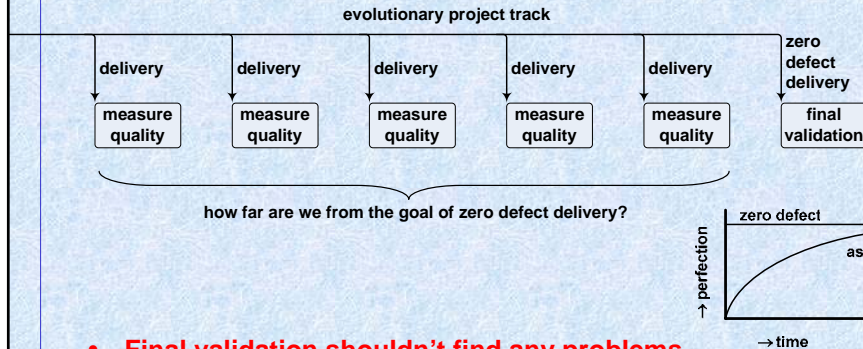 evolutionary project track
delivery
delivery
delivery
delivery
delivery
zero
defect
delivery
measure
quality
measure
quality
measure
quality
measure
quality
measure
quality
final
validation
how far are we from the goal of zero defect delivery?
zero defect
as
→ perfection
→ time
• Final validation shouldn't find any problems